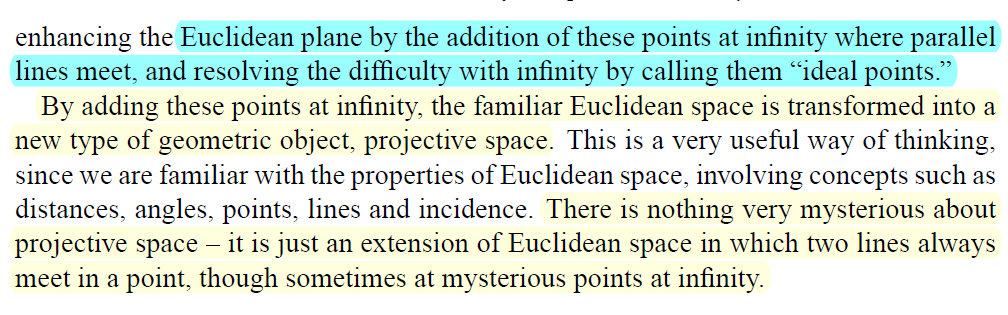 enhancing the Euclidean plane by the addition of these points at infinity where parallel
lines meet, and resolving the difficulty with infinity by calling them “ideal points.”
By adding these points at infinity, the familiar Euclidean space is transformed into a
new type of geometric object, projective space. This is a very useful way of thinking,
since we are familiar with the properties of Euclidean space, involving concepts such as
distances, angles, points, lines and incidence. There is nothing very mysterious about
projective space – it is just an extension of Euclidean space in which two lines always
meet in a point, though sometimes at mysterious points at infinity.